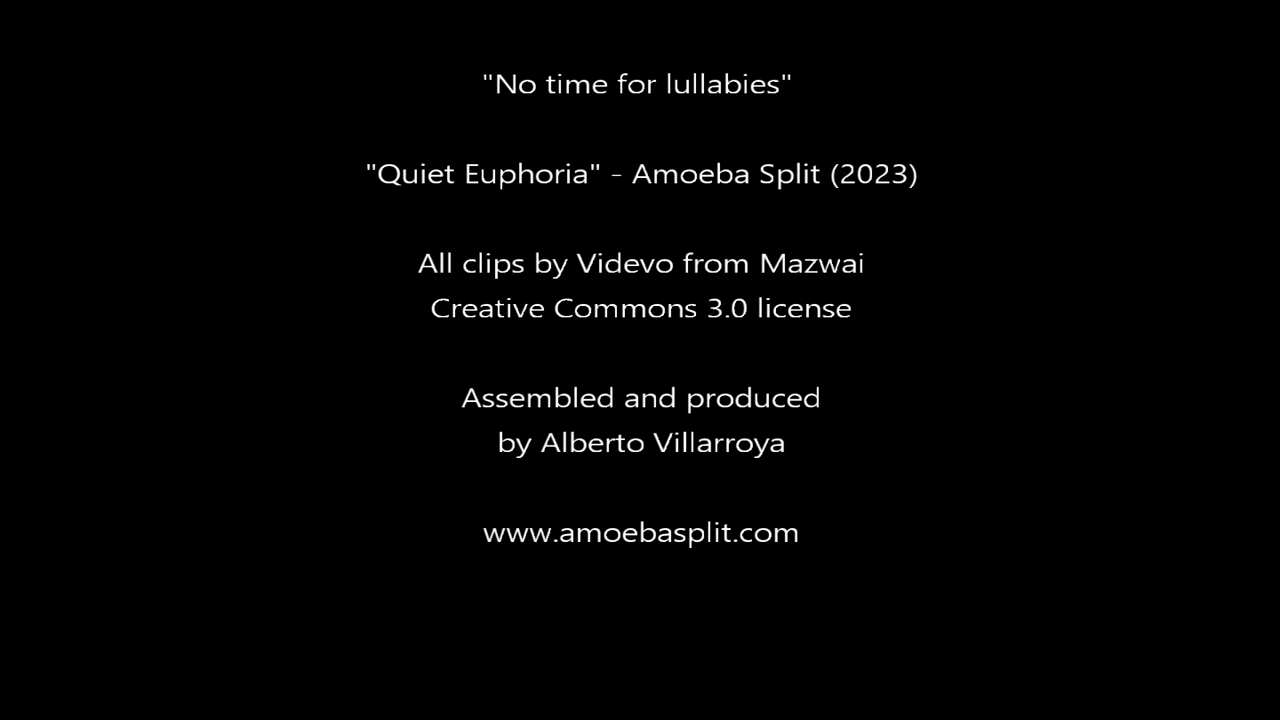 "No time for lullabies"
"Quiet Euphoria" - Amoeba Split (2023)
All clips by Videvo from Mazwai
Creative Commons 3.0 license
Assembled and produced
by Alberto Villarroya
www.amoebasplit.com